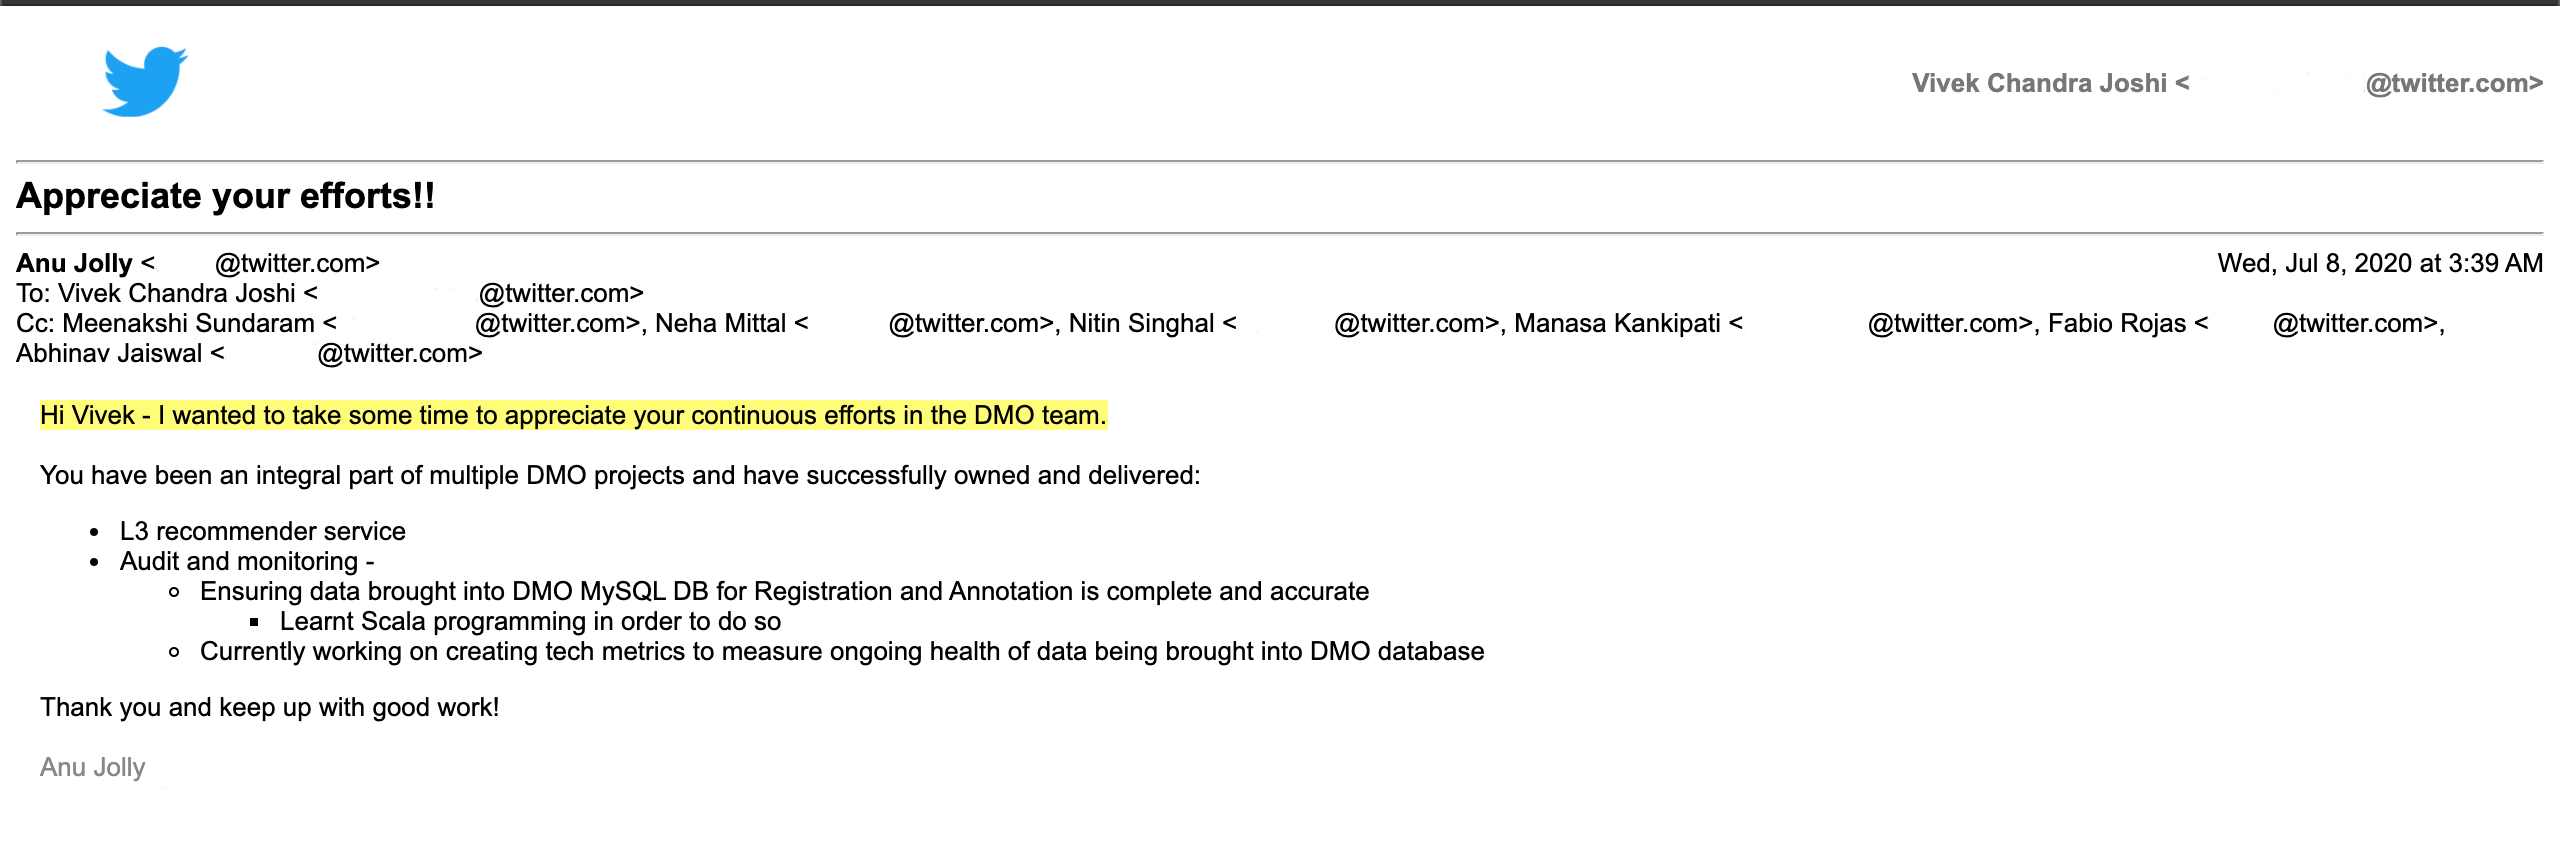 Vivek Chandra Joshi < @twitter.com>
Appreciate your efforts!!
Anu Jolly < @twitter.com> Wed, Jul 8, 2020 at 3:39 AM
To: Vivek Chandra Joshi < @twitter.com>
Cc: Meenakshi Sundaram < @twitter.com>, Neha Mittal < @twitter.com>, Nitin Singhal < @twitter.com>, Manasa Kankipati < @twitter.com>, Fabio Rojas < @twitter.com>,
Abhinav Jaiswal < @twitter.com>
Hi Vivek - I wanted to take some time to appreciate your continuous efforts in the DMO team.
You have been an integral part of multiple DMO projects and have successfully owned and delivered:
• L3 recommender service
• Audit and monitoring -
◦ Ensuring data brought into DMO MySQL DB for Registration and Annotation is complete and accurate
▪ Learnt Scala programming in order to do so
◦ Currently working on creating tech metrics to measure ongoing health of data being brought into DMO database
Thank you and keep up with good work!
Anu Jolly